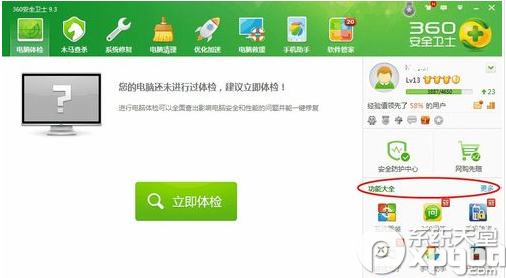 360安全卫士 9.3
电脑体检 木马查杀 系统修复 电脑清理 优化加速 电脑救援 手机助手 软件管家
360
安全卫士
您的电脑还未进行过体检，建议立即体检！
进行电脑体检可以全面查出影响电脑安全和性能的问题并能一键修复
立即体检
Lv13
3887/4650 23
经验值领先了 58% 的用户
安全防护中心 网购先赔
功能大全 更多
系统天堂